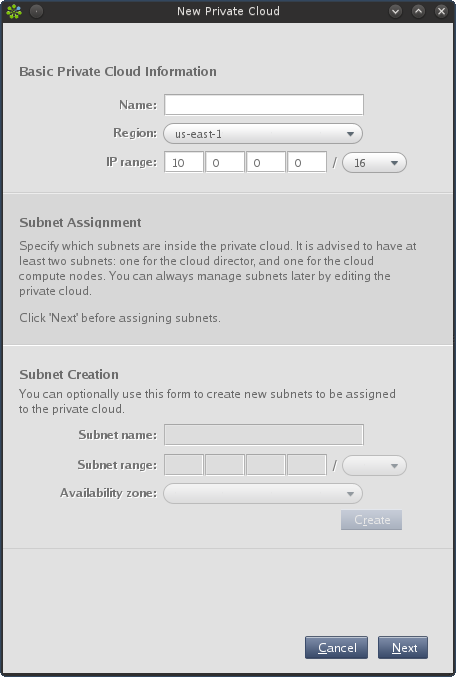 New Private Cloud
Basic Private Cloud Information
Name:
Region: us-east-1
IP range: 10 0 0 0 / 16
Subnet Assignment
Specify which subnets are inside the private cloud. It is advised to have at
least two subnets: one for the cloud director, and one for the cloud
compute nodes. You can always manage subnets later by editing the
private cloud.
Click 'Next' before assigning subnets.
Subnet Creation
You can optionally use this form to create new subnets to be assigned
to the private cloud.
Subnet name:
Subnet range: /
Availability zone:
Create
Cancel Next